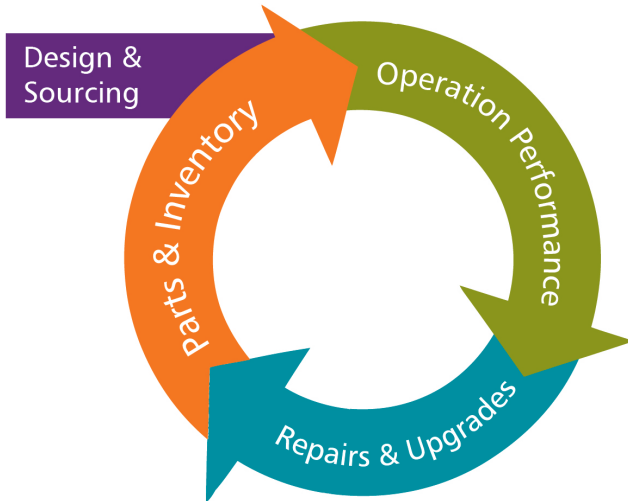 Design &
Sourcing
Operation Performance
Repairs & Upgrades
Parts & Inventory